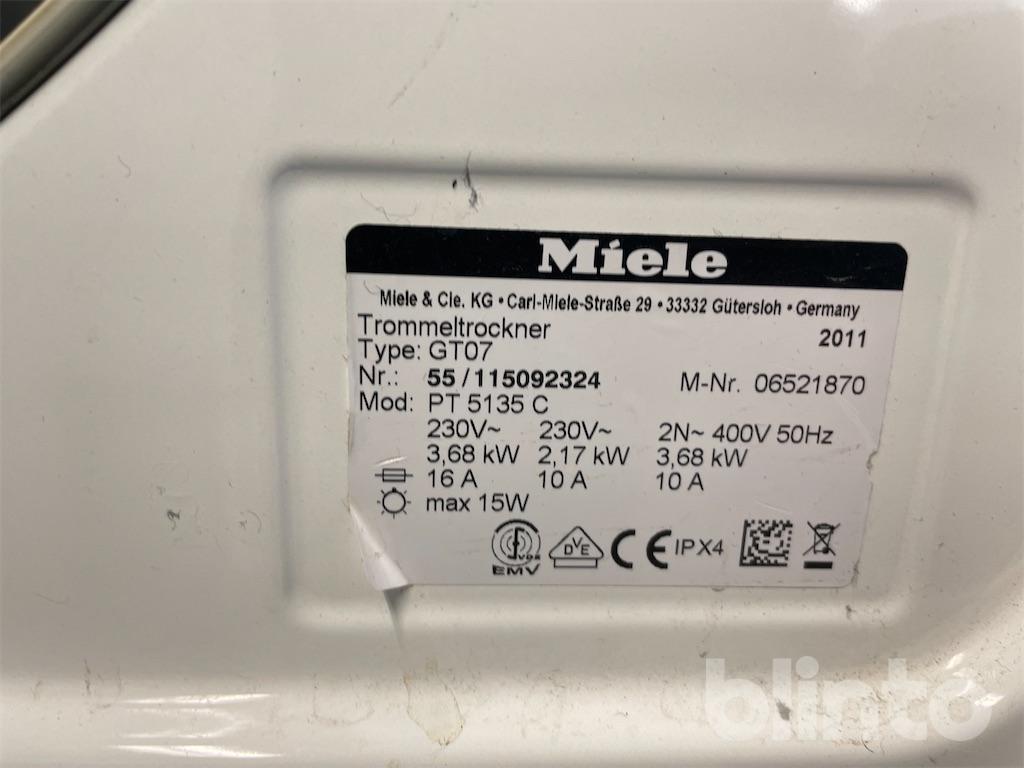 Miele
Miele & Cie. KG • Carl-Miele-Straße 29 • 33332 Gütersloh • Germany
Trommeltrockner 2011
Type: GT07
Nr.: 55/115092324 M-Nr. 06521870
Mod: PT 5135 C
230V~ 230V~ 2N~ 400V 50Hz
3,68 kW 2,17 kW 3,68 kW
16 A 10 A 10 A
max 15W
VDE DVE CE IPX4
EMV
blinto